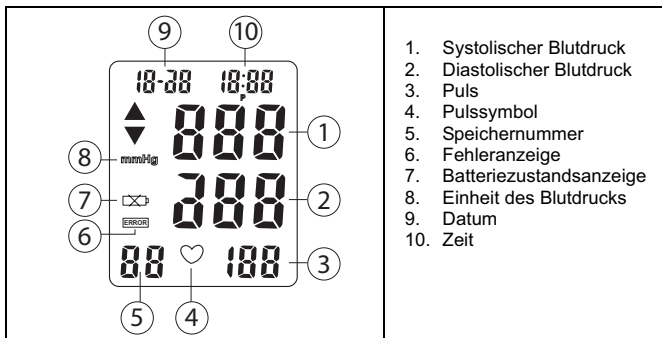 9 10
18-38 18:88
P
888 1
8 mmHg
7 388 2
6 ERROR
88 188 3
5 4
1. Systolischer Blutdruck
2. Diastolischer Blutdruck
3. Puls
4. Pulssymbol
5. Speichernummer
6. Fehleranzeige
7. Batteriezustandsanzeige
8. Einheit des Blutdrucks
9. Datum
10. Zeit